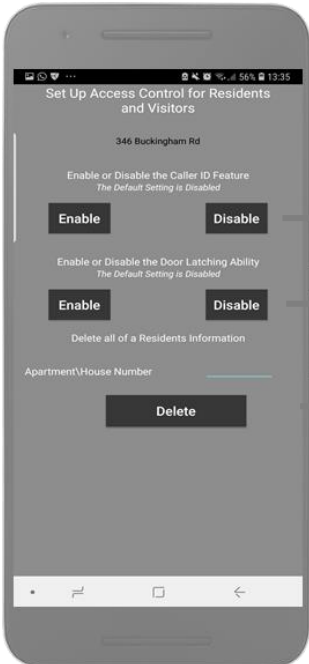 56% 13:35
Set Up Access Control for Residents
and Visitors
346 Buckingham Rd
Enable or Disable the Caller ID Feature
The Default Setting is Disabled
Enable Disable
Enable or Disable the Door Latching Ability
The Default Setting is Disabled
Enable Disable
Delete all of a Residents Information
Apartment\House Number
Delete